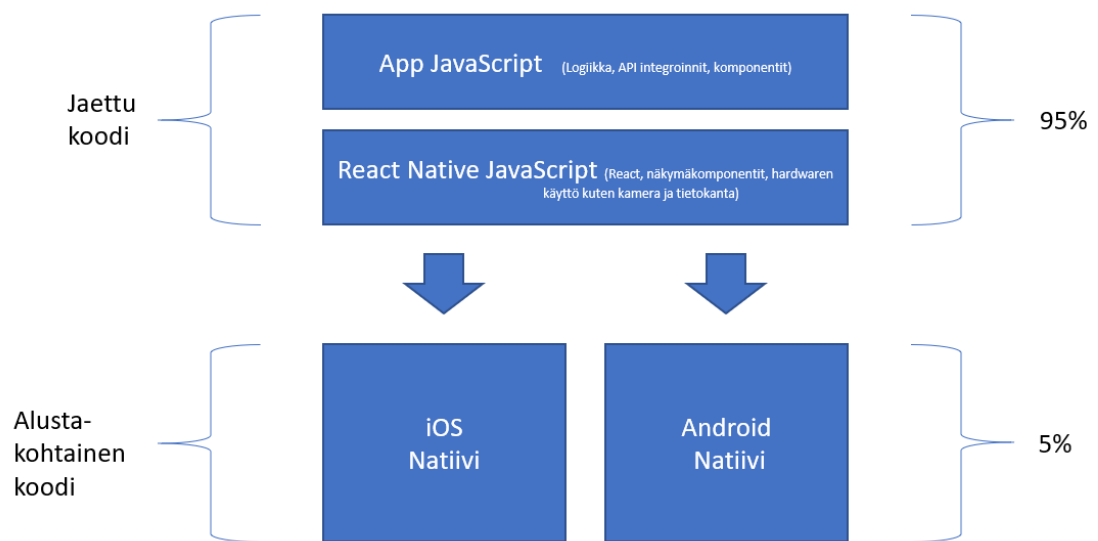 App JavaScript (Logiikka, API integroinnit, komponentit)
Jaettu
koodi
95%
React Native JavaScript (React, näkymäkomponentit, hardwaren
käyttö kuten kamera ja tietokanta)
Alusta-
kohtainen
koodi
iOS
Natiivi
Android
Natiivi
5%